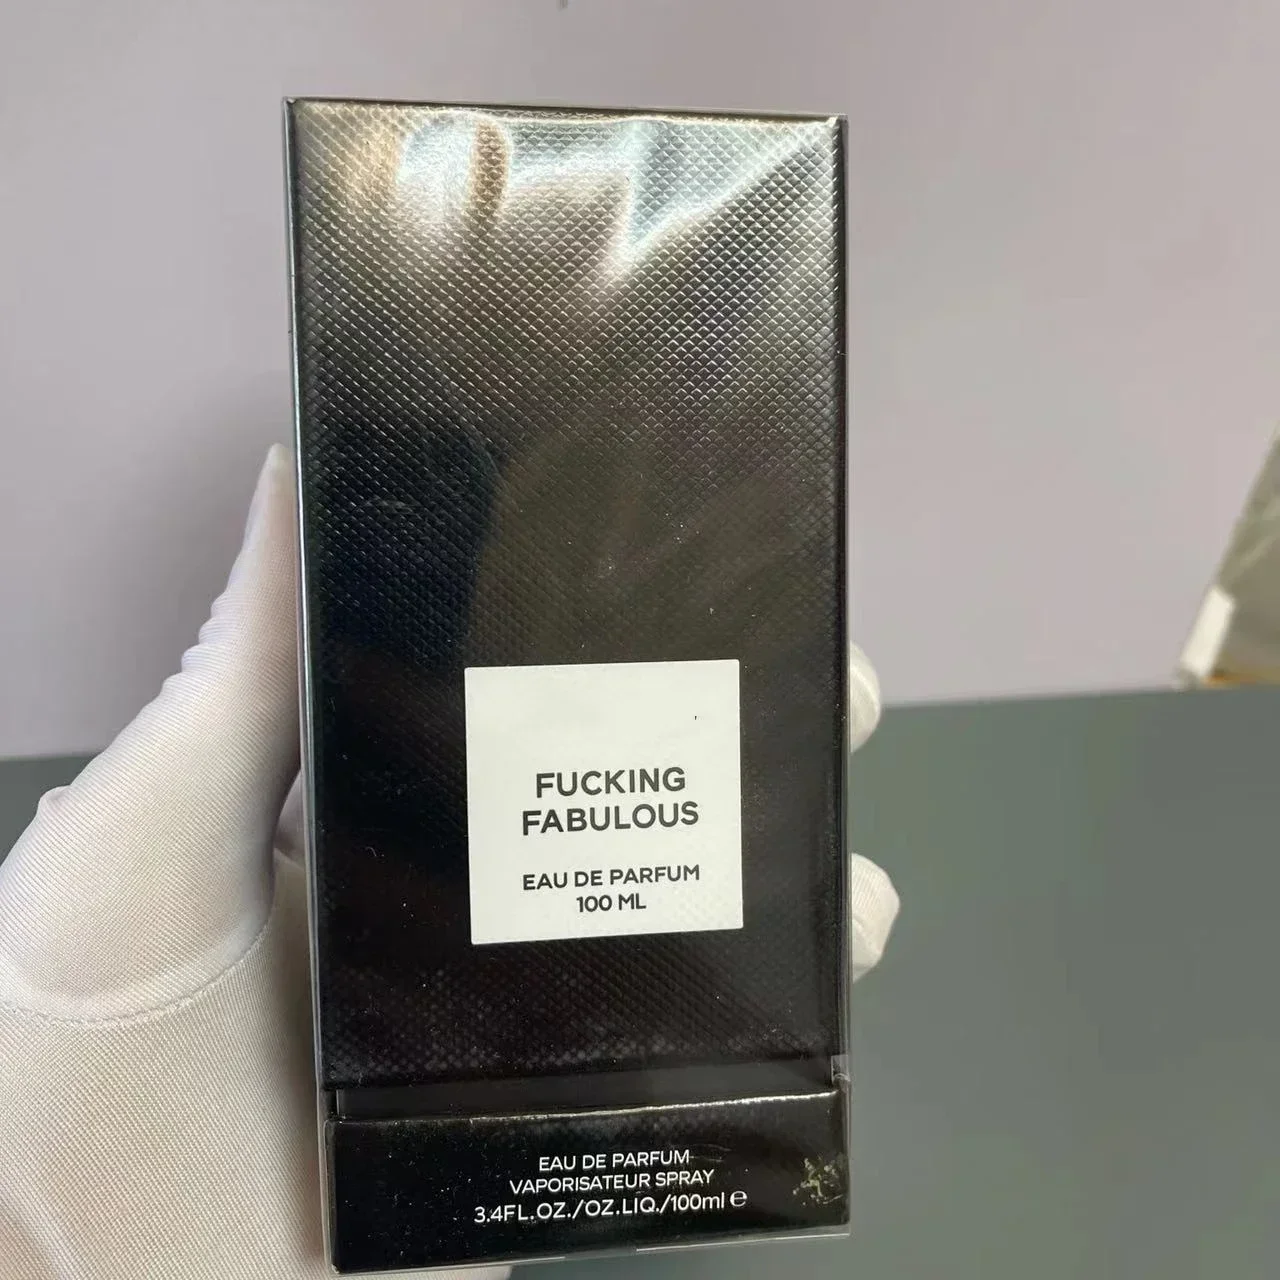 FUCKING
FABULOUS
EAU DE PARFUM
100 ML
EAU DE PARFUM
VAPORISATEUR SPRAY
3.4FL.OZ./OZ.LIQ./100ml ℮